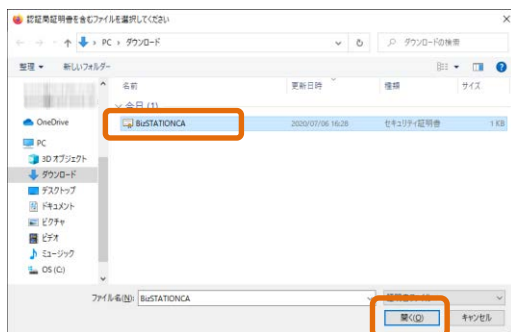 認証局証明書を含むファイルを選択してください
PC › ダウンロード
ダウンロードの検索
整理 ▾ 新しいフォルダー
名前 更新日時 種類 サイズ
今日 (1)
BizSTATIONCA 2020/07/06 16:28 セキュリティ証明書 1 KB
OneDrive
PC
3D オブジェクト
ダウンロード
デスクトップ
ドキュメント
ピクチャ
ビデオ
ミュージック
OS (C:)
ファイル名(N): BizSTATIONCA
開く(O) キャンセル